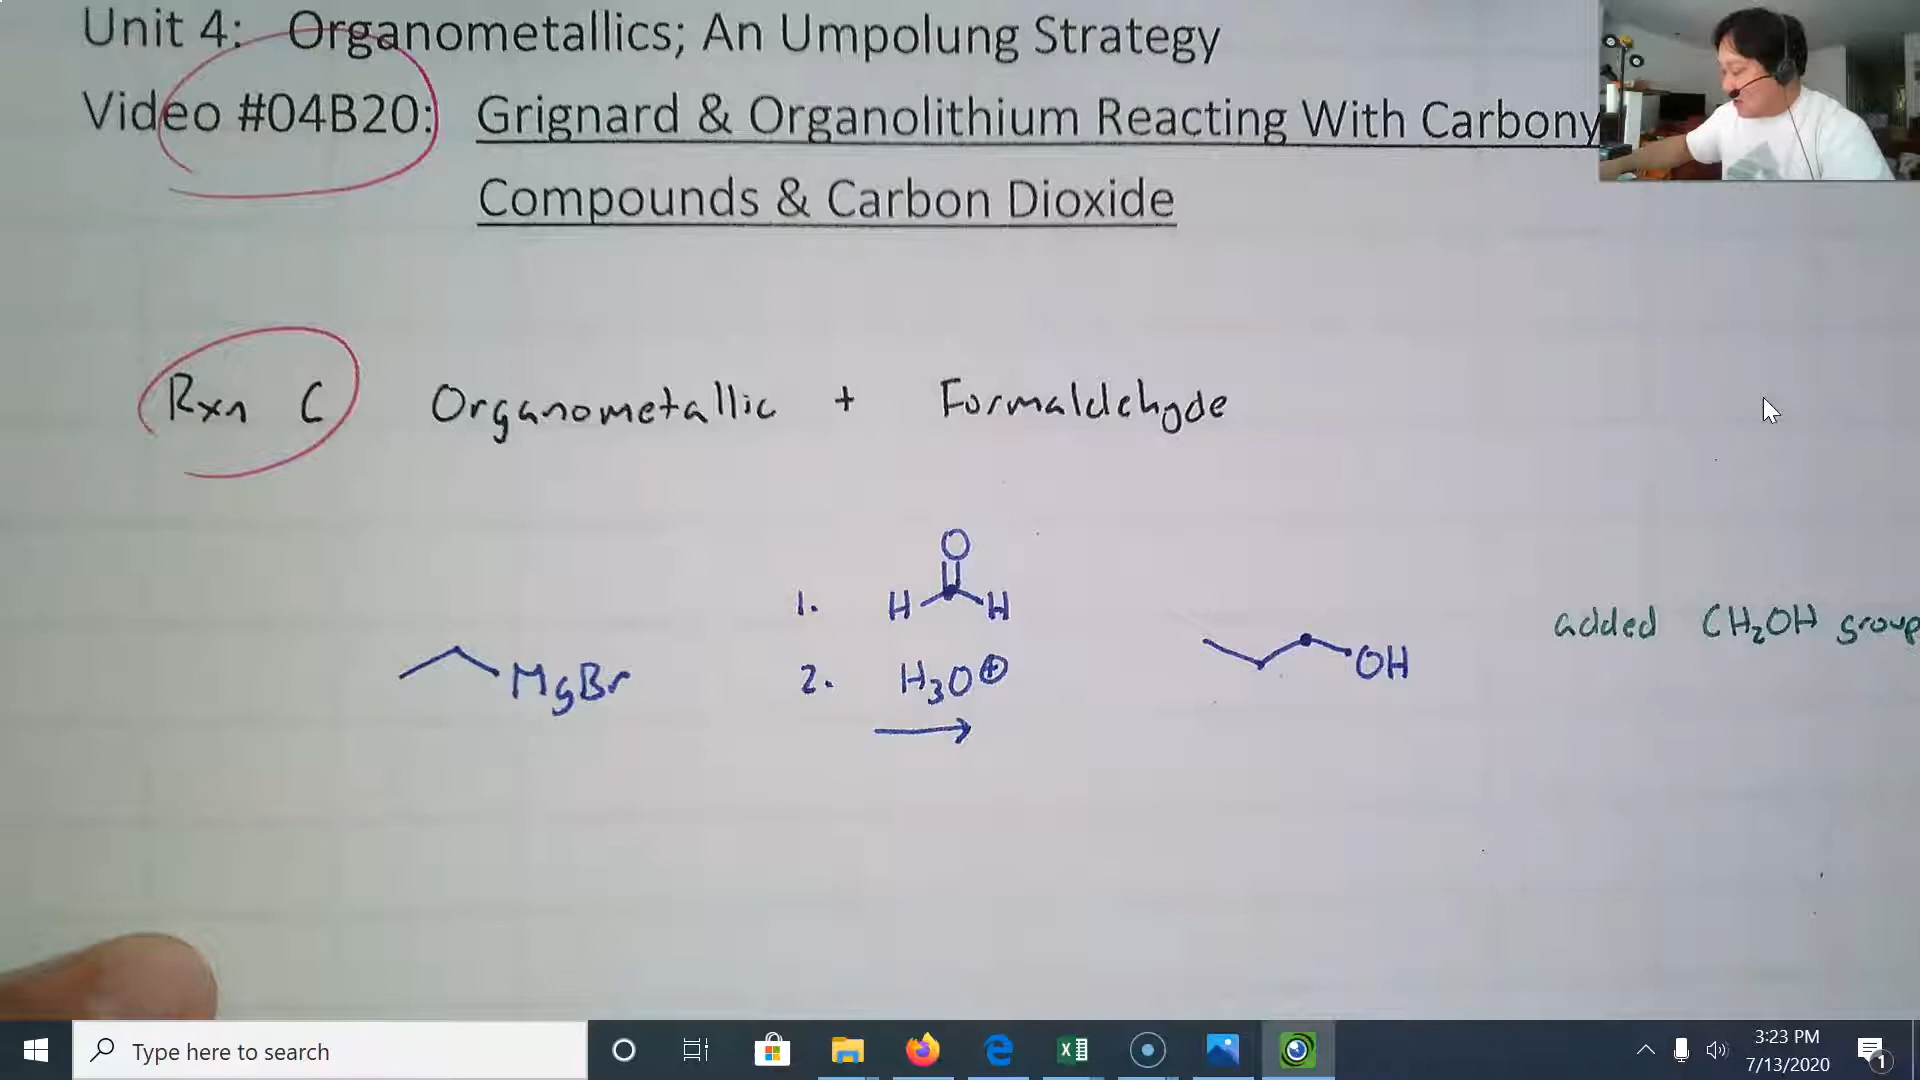 Unit 4: Organometallics; An Umpolung Strategy
Video #04B20: Grignard & Organolithium Reacting With Carbony
Compounds & Carbon Dioxide
Rxn C Organometallic + Formaldehyde
O
1. H H
added CH₂OH group
MgBr
2. H₃O⊕
OH
Type here to search
3:23 PM
7/13/2020
1